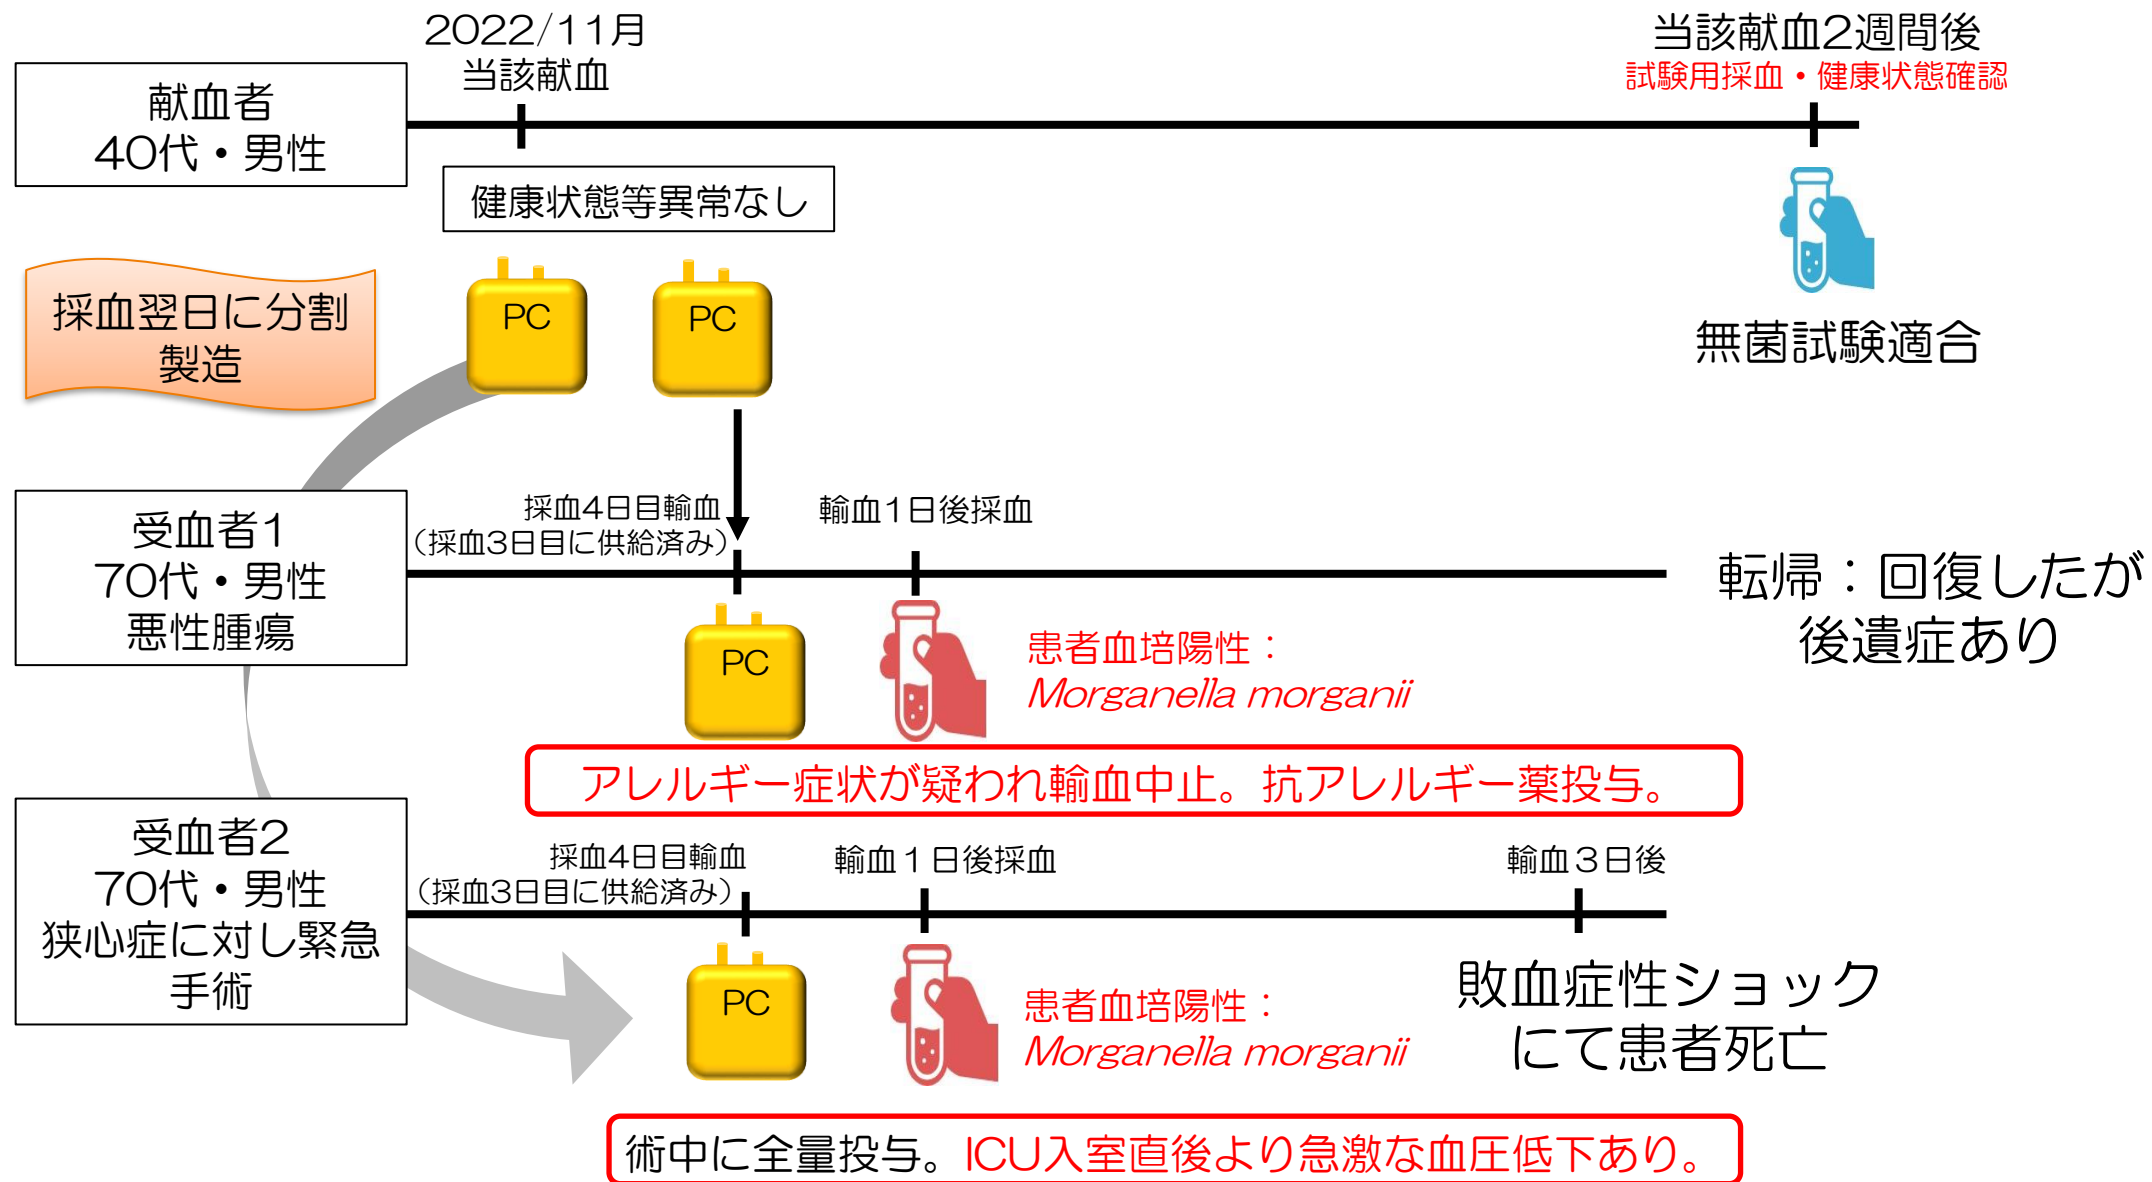 2022/11月
当該献血
当該献血2週間後
試験用採血・健康状態確認
献血者
40代・男性
健康状態等異常なし
採血翌日に分割
製造
PC
PC
無菌試験適合
受血者1
70代・男性
悪性腫瘍
採血4日目輸血
（採血3日目に供給済み）
輸血1日後採血
PC
患者血培陽性：
Morganella morganii
転帰：回復したが
後遺症あり
アレルギー症状が疑われ輸血中止。抗アレルギー薬投与。
受血者2
70代・男性
狭心症に対し緊急
手術
採血4日目輸血
（採血3日目に供給済み）
輸血１日後採血
輸血３日後
PC
患者血培陽性：
Morganella morganii
敗血症性ショック
にて患者死亡
術中に全量投与。ICU入室直後より急激な血圧低下あり。